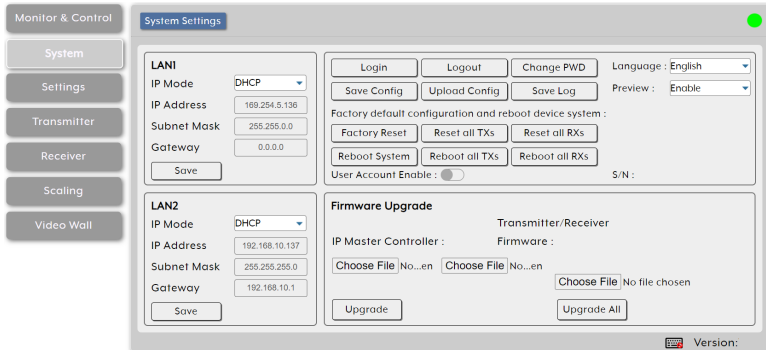 Monitor & Control
System
Settings
Transmitter
Receiver
Scaling
Video Wall
System Settings
LAN1
IP Mode DHCP
IP Address 169.254.5.136
Subnet Mask 255.255.0.0
Gateway 0.0.0.0
Save
Login Logout Change PWD Language : English
Save Config Upload Config Save Log Preview : Enable
Factory default configuration and reboot device system :
Factory Reset Reset all TXs Reset all RXs
Reboot System Reboot all TXs Reboot all RXs
User Account Enable : S/N :
LAN2
IP Mode DHCP
IP Address 192.168.10.137
Subnet Mask 255.255.255.0
Gateway 192.168.10.1
Save
Firmware Upgrade
Transmitter/Receiver
IP Master Controller : Firmware :
Choose File No...en Choose File No...en
Choose File No file chosen
Upgrade Upgrade All
Version: